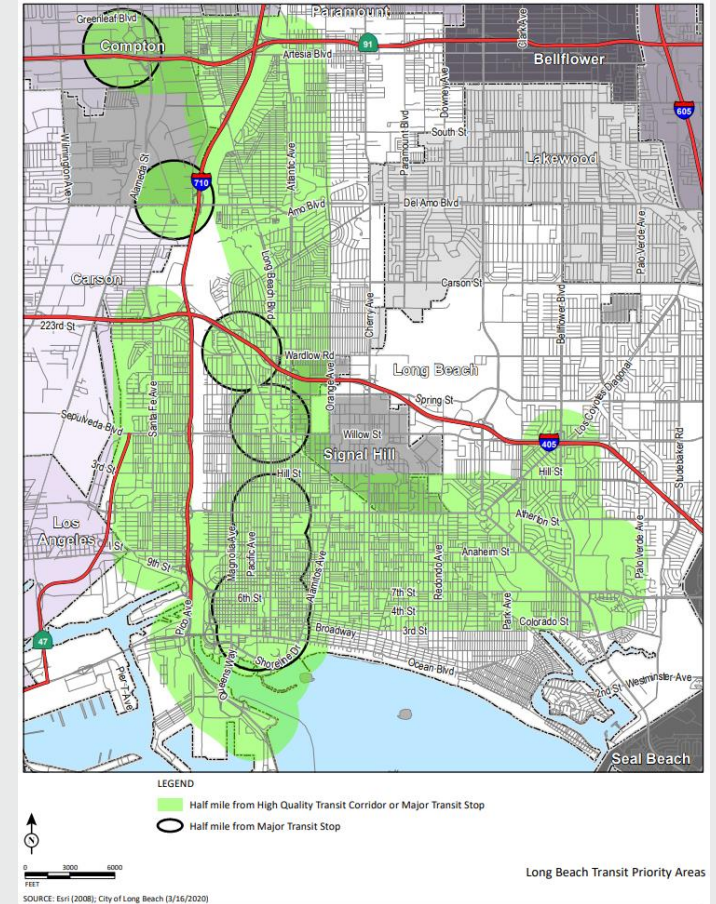 Paramount
Greenleaf Blvd
Compton
91
Clark Ave
Artesia Blvd
Bellflower
Downey Ave
605
Wilmington Ave
Paramount Blvd
South St
Atlantic Ave
Lakewood
Alameda St
710
Amo Blvd
Del Amo Blvd
Palo Verde Ave
Long Beach Blvd
Carson
Carson St
Cherry Ave
Bellflower Blvd
223rd St
Wardlow Rd
Long Beach
Orange Ave
Los Coyotes Diagonal
Santa Fe Ave
Spring St
Sepulveda Blvd
Willow St
405
Studebaker Rd
Signal Hill
3rd St
Hill St
Hill St
Los
Angeles
I St
Atherton St
Magnolia Ave
Pacific Ave
Anaheim St
9th St
Alamitos Ave
Redondo Ave
Palo Verde Ave
6th St
7th St
4th St
Park Ave
Pico Ave
Colorado St
Broadway
3rd St
47
Shoreline Dr
Queens Way
Ocean Blvd
Pier T Ave
2nd St
Westminster Ave
Seal Beach
LEGEND
Half mile from High Quality Transit Corridor or Major Transit Stop
Half mile from Major Transit Stop
N
0 3000 6000
FEET
Long Beach Transit Priority Areas
SOURCE: Esri (2008); City of Long Beach (3/16/2020)